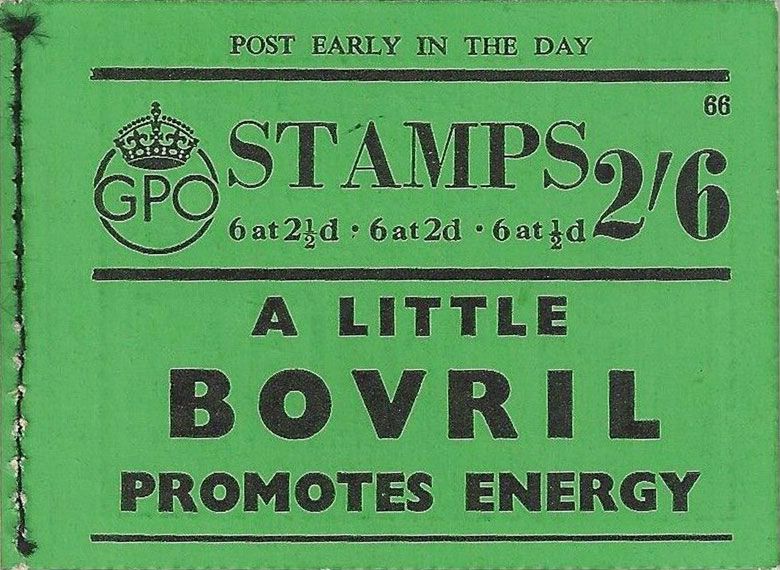 POST EARLY IN THE DAY
66
GPO
STAMPS 2/6
6 at 2½d · 6 at 2d · 6 at ½d
A LITTLE
BOVRIL
PROMOTES ENERGY